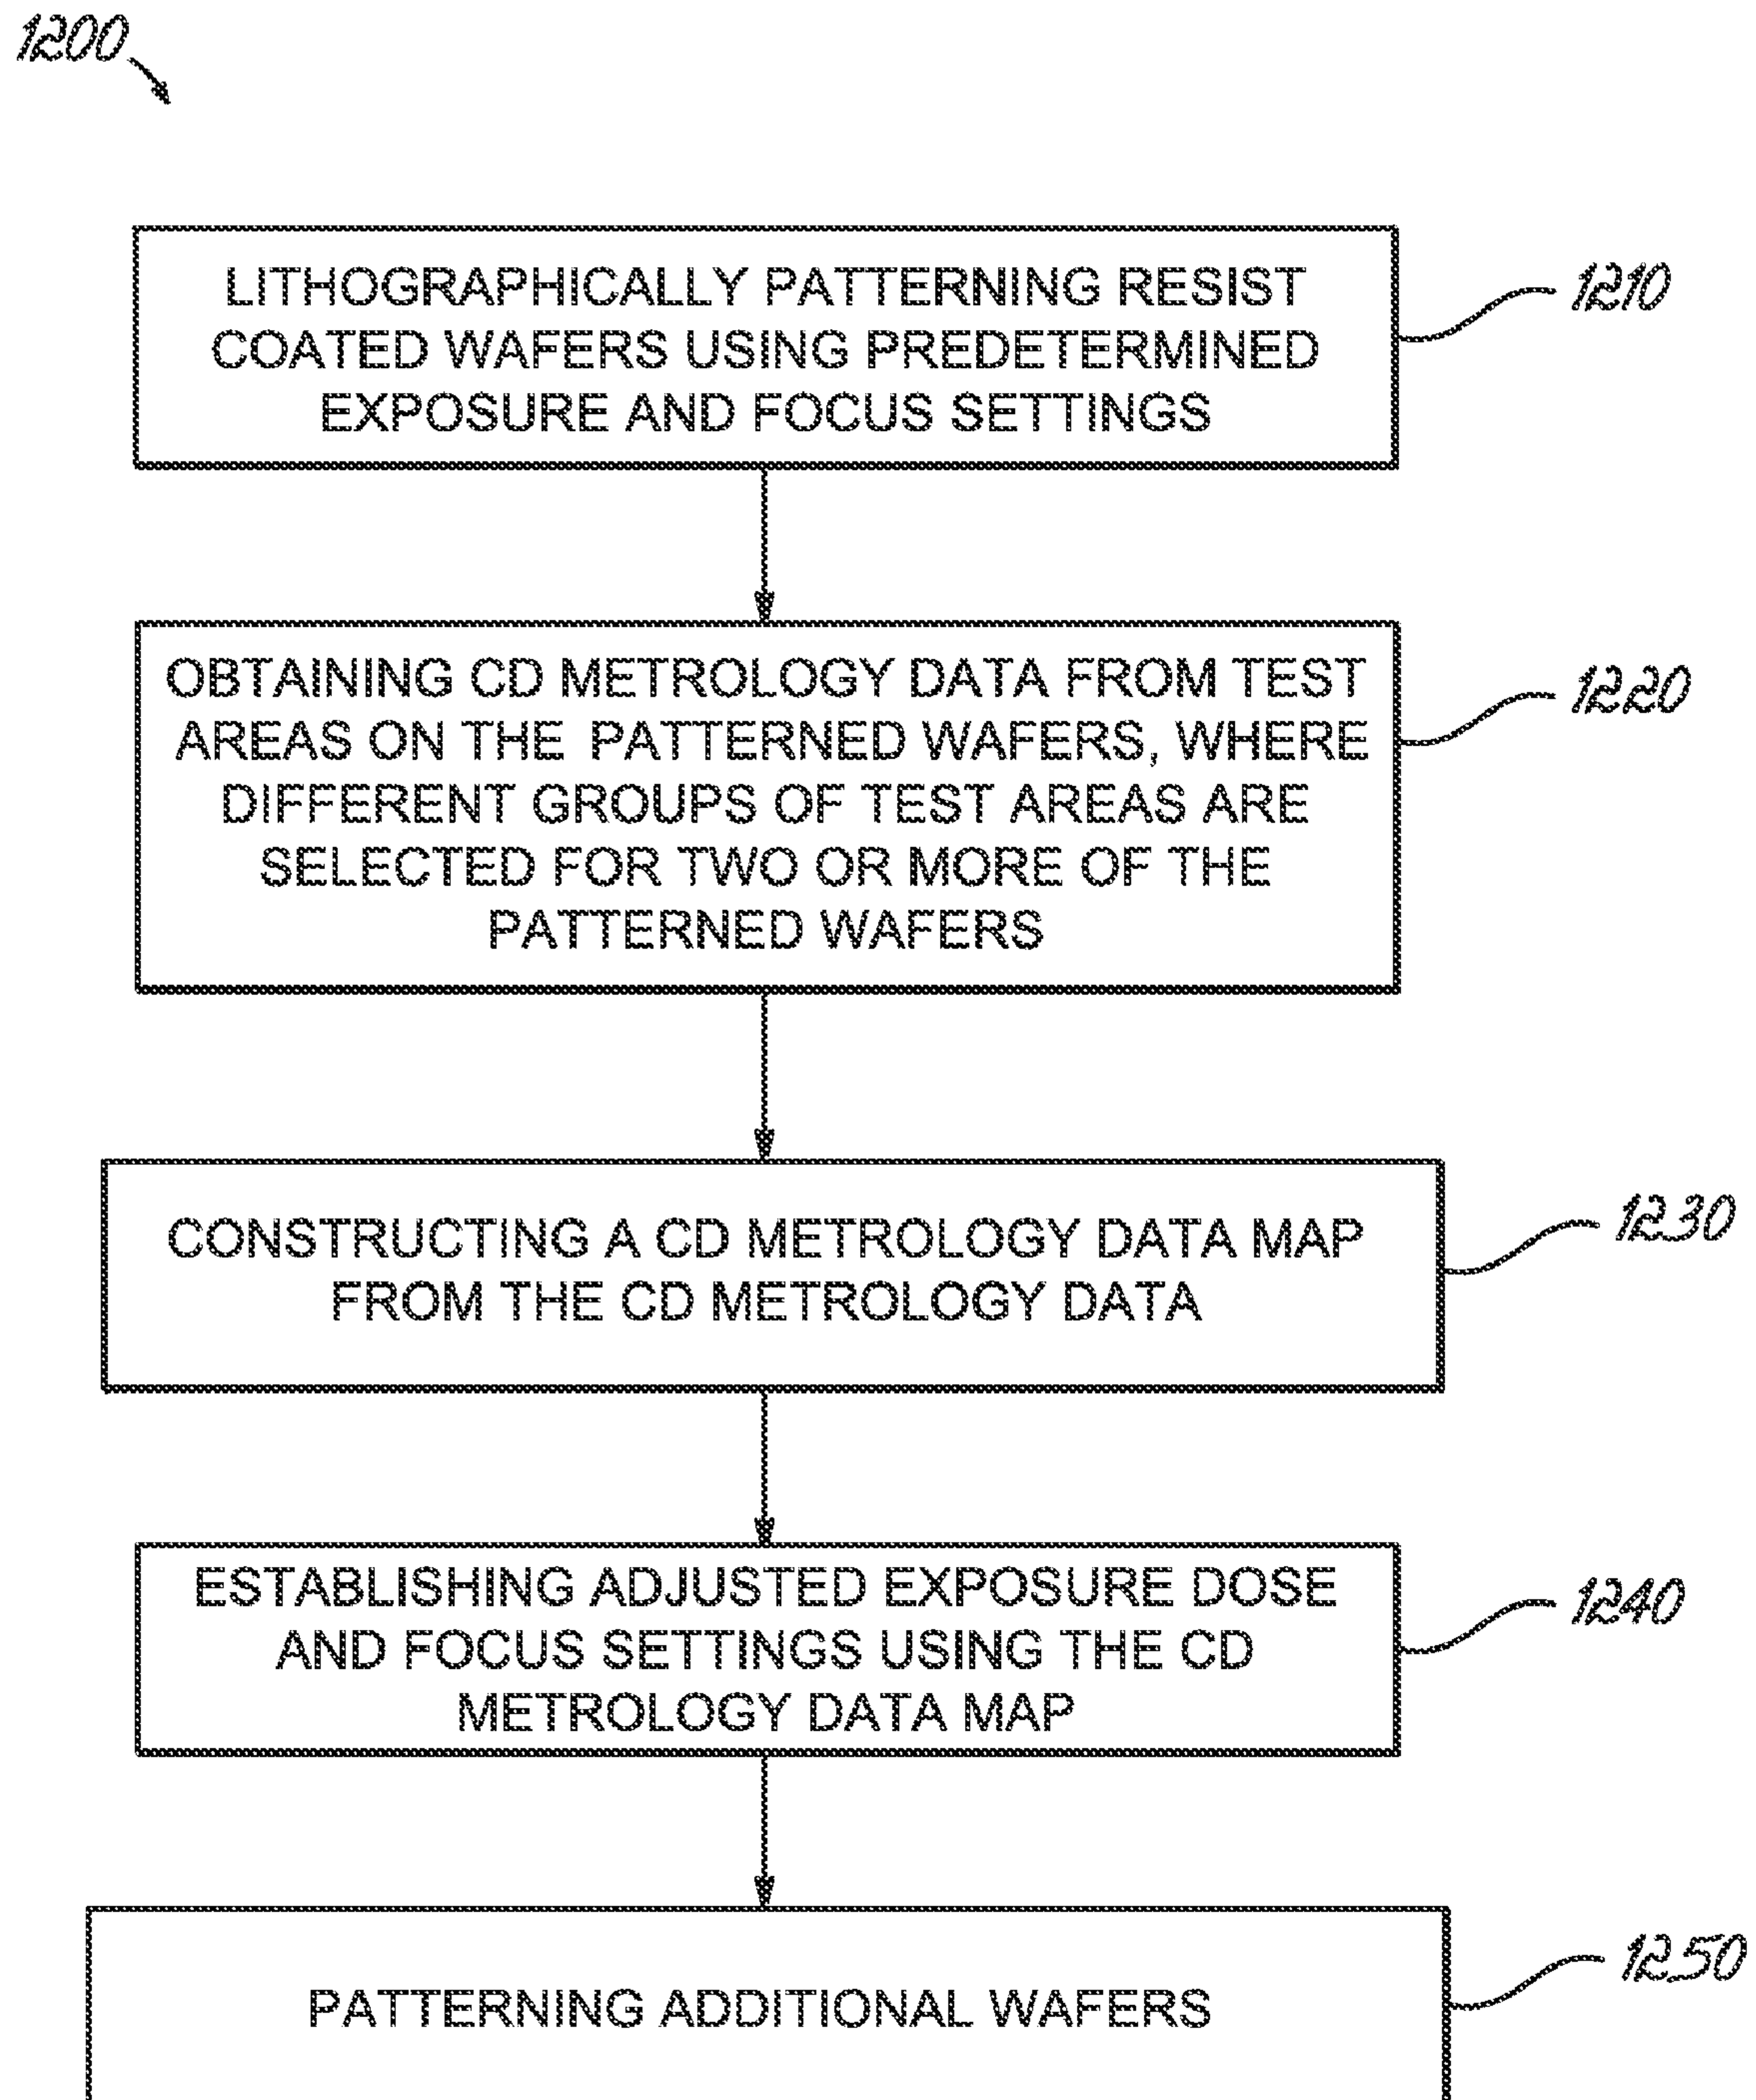 1200
LITHOGRAPHICALLY PATTERNING RESIST
COATED WAFERS USING PREDETERMINED
EXPOSURE AND FOCUS SETTINGS
1210
OBTAINING CD METROLOGY DATA FROM TEST
AREAS ON THE PATTERNED WAFERS, WHERE
DIFFERENT GROUPS OF TEST AREAS ARE
SELECTED FOR TWO OR MORE OF THE
PATTERNED WAFERS
1220
CONSTRUCTING A CD METROLOGY DATA MAP
FROM THE CD METROLOGY DATA
1230
ESTABLISHING ADJUSTED EXPOSURE DOSE
AND FOCUS SETTINGS USING THE CD
METROLOGY DATA MAP
1240
PATTERNING ADDITIONAL WAFERS
1250